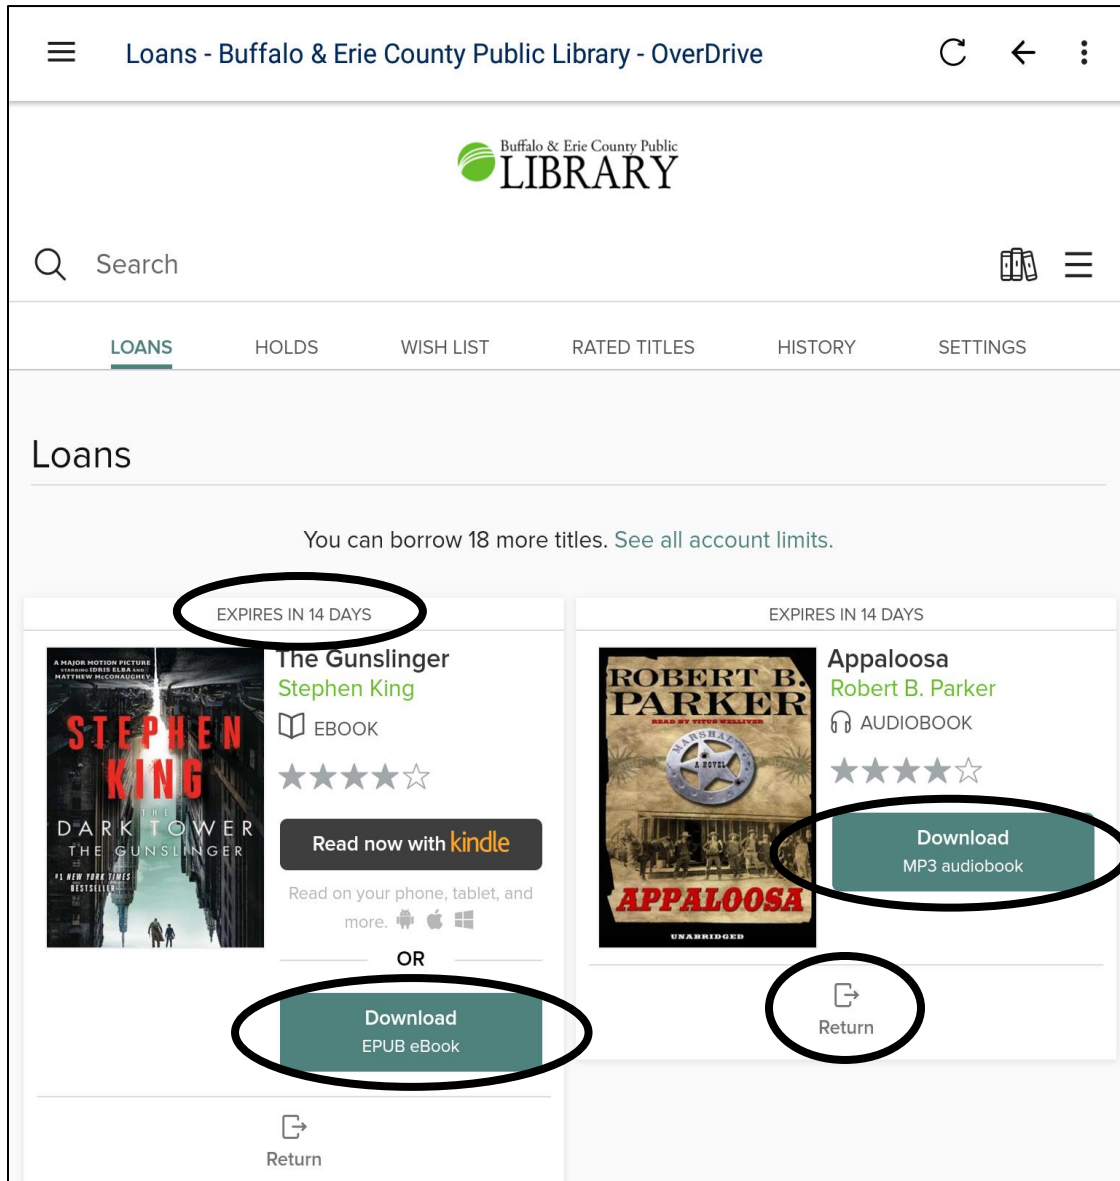 Loans - Buffalo & Erie County Public Library - OverDrive
Buffalo & Erie County Public
LIBRARY
Search
LOANS HOLDS WISH LIST RATED TITLES HISTORY SETTINGS
Loans
You can borrow 18 more titles. See all account limits.
EXPIRES IN 14 DAYS
A MAJOR MOTION PICTURE
STARRING IDRIS ELBA AND
MATTHEW McCONAUGHEY
STEPHEN
KING
THE
DARK TOWER
THE GUNSLINGER
#1 NEW YORK TIMES
BESTSELLER
The Gunslinger
Stephen King
EBOOK
Read now with kindle
Read on your phone, tablet, and
more.
OR
Download
EPUB eBook
Return
EXPIRES IN 14 DAYS
ROBERT B.
PARKER
READ BY TITUS WELLIVER
MARSHAL
A NOVEL
APPALOOSA
UNABRIDGED
Appaloosa
Robert B. Parker
AUDIOBOOK
Download
MP3 audiobook
Return